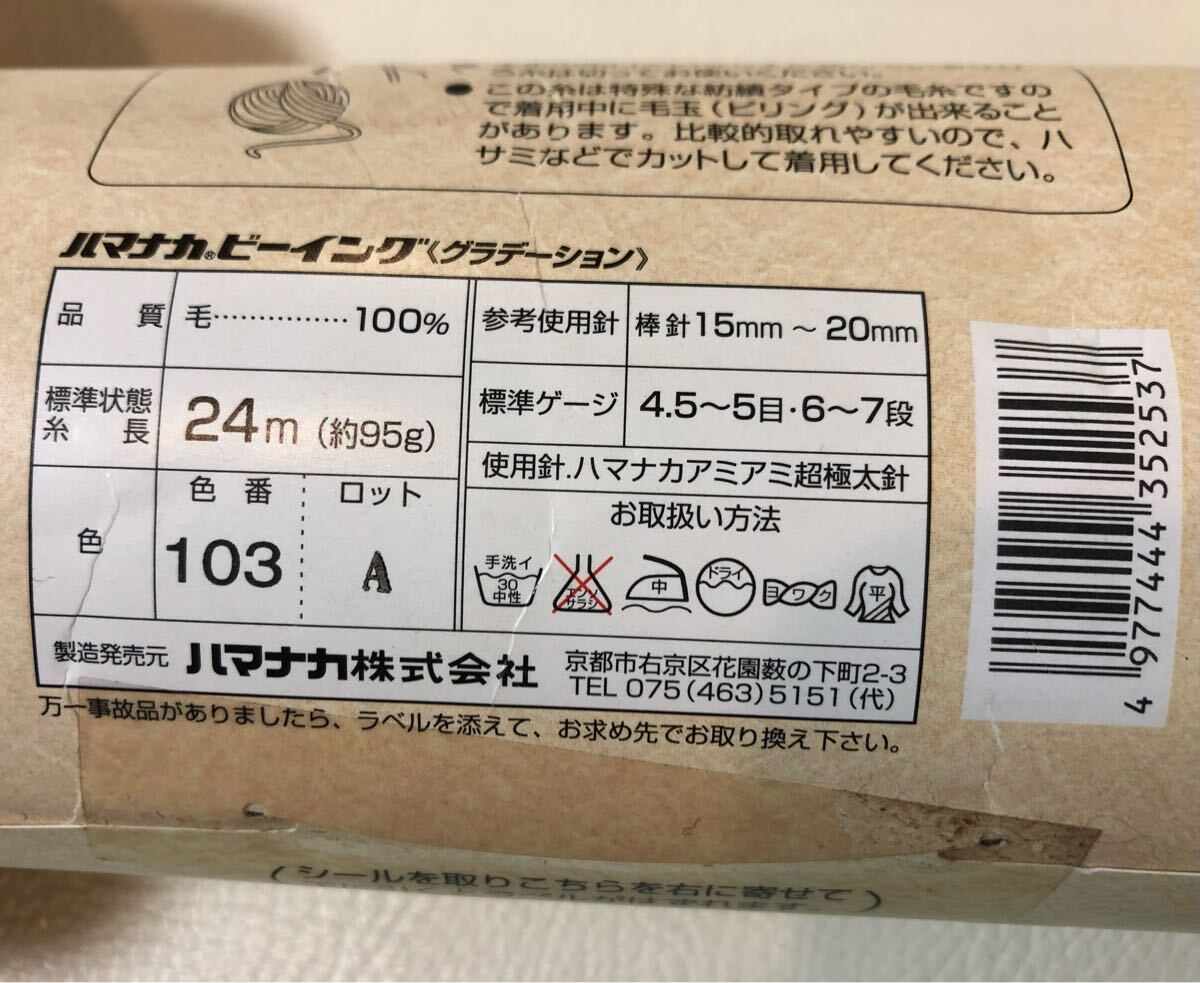 ろ糸は切ってお使いください。
● この糸は特殊な紡績タイプの毛糸ですの
で着用中に毛玉(ピリング)が出来ること
があります。比較的取れやすいので、ハ
サミなどでカットして着用してください。
ハマナカ®ビーイング《グラデーション》
品 質 毛……………100%
参考使用針 棒針15mm ～ 20mm
標準状態
糸 長 24m (約95g)
標準ゲージ 4.5～5目・6～7段
使用針.ハマナカアミアミ超極太針
色 色 番 ロット
103 A
お取扱い方法
手洗イ
30
中性
エンソ
サラシ
中
ドライ
ヨワク
平
製造発売元 ハマナカ株式会社
京都市右京区花園薮の下町2-3
TEL 075(463)5151(代)
万一事故品がありましたら、ラベルを添えて、お求め先でお取り換え下さい。
4 977444 352537
(シールを取りこちらを右に寄せて